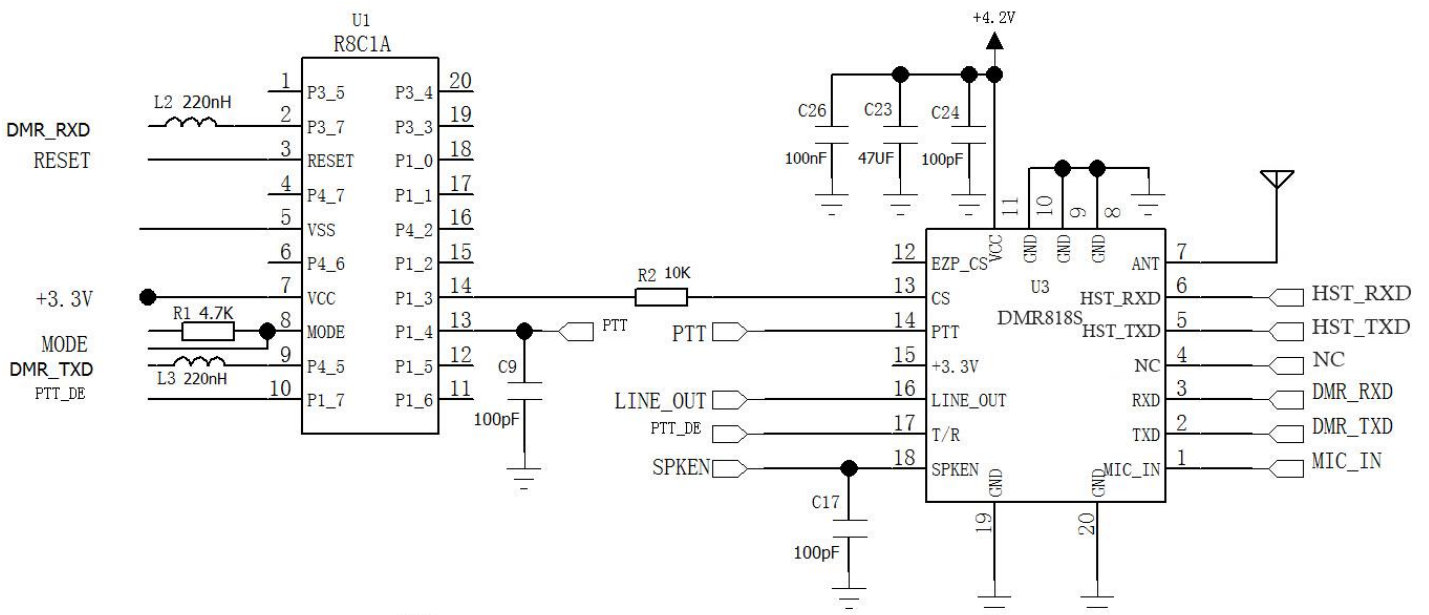 U1
R8C1A
1 P3_5 P3_4 20
L2 220nH
DMR_RXD 2 P3_7 P3_3 19
RESET 3 RESET P1_0 18
4 P4_7 P1_1 17
5 VSS P4_2 16
6 P4_6 P1_2 15
+3.3V 7 VCC P1_3 14
R1 4.7K
MODE 8 MODE P1_4 13 PTT
DMR_TXD 9 P4_5 P1_5 12
L3 220nH
PTT_DE 10 P1_7 P1_6 11
C9
100pF
R2 10K
+4.2V
C26 C23 C24
100nF 47UF 100pF
11 10 9 8
VCC GND GND GND
12 EZP_CS ANT 7
U3
DMR818S
13 CS HST_RXD 6 HST_RXD
PTT 14 PTT HST_TXD 5 HST_TXD
15 +3.3V NC 4 NC
LINE_OUT 16 LINE_OUT RXD 3 DMR_RXD
PTT_DE 17 T/R TXD 2 DMR_TXD
SPKEN 18 SPKEN MIC_IN 1 MIC_IN
GND GND
19 20
C17
100pF